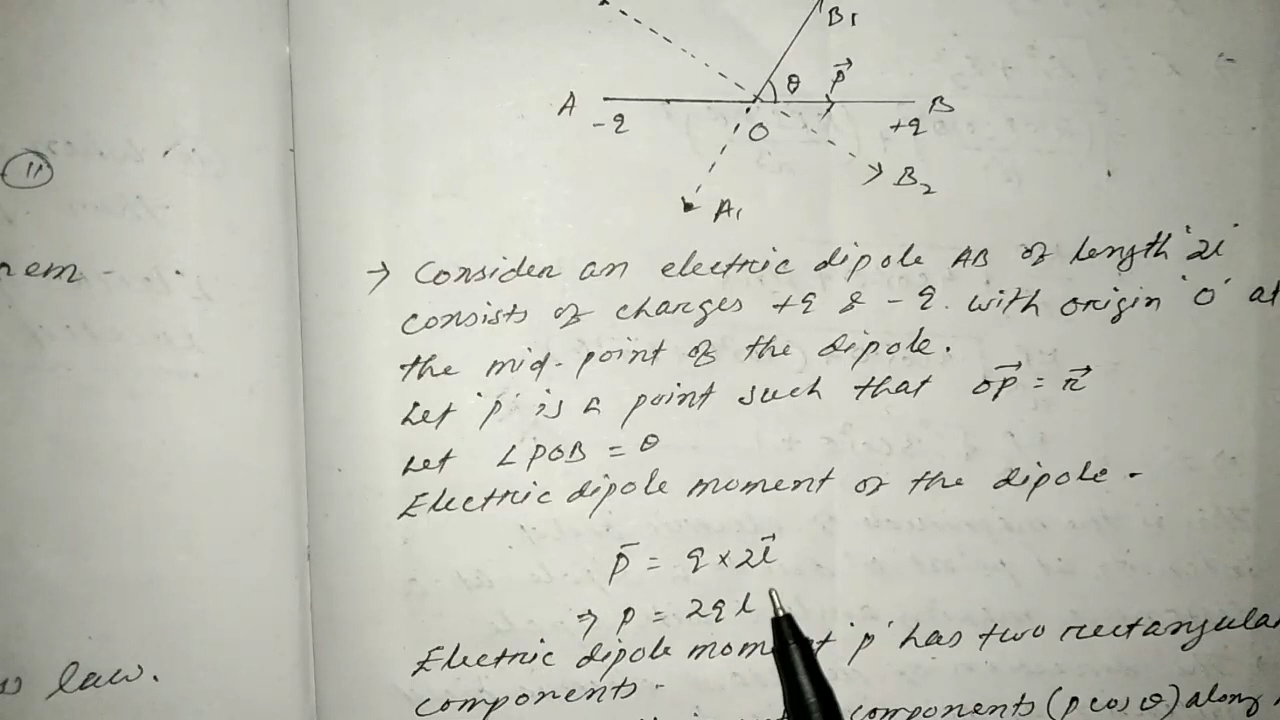 B₁
θ
p⃗
A
B
-q
O
+q
B₂
A₁
11
nem -
→ Consider an electric dipole AB of length '2l'
consists of charges +q & -q. with origin 'O' at
the mid-point of the dipole.
Let 'p' is a point such that OP⃗ = r⃗
Let ∠POB = θ
Electric dipole moment of the dipole -
p̄ = q × 2l⃗
⇒ p = 2ql
Electric dipole moment 'p' has two rectangular
components.
components (p cos θ) along
law.